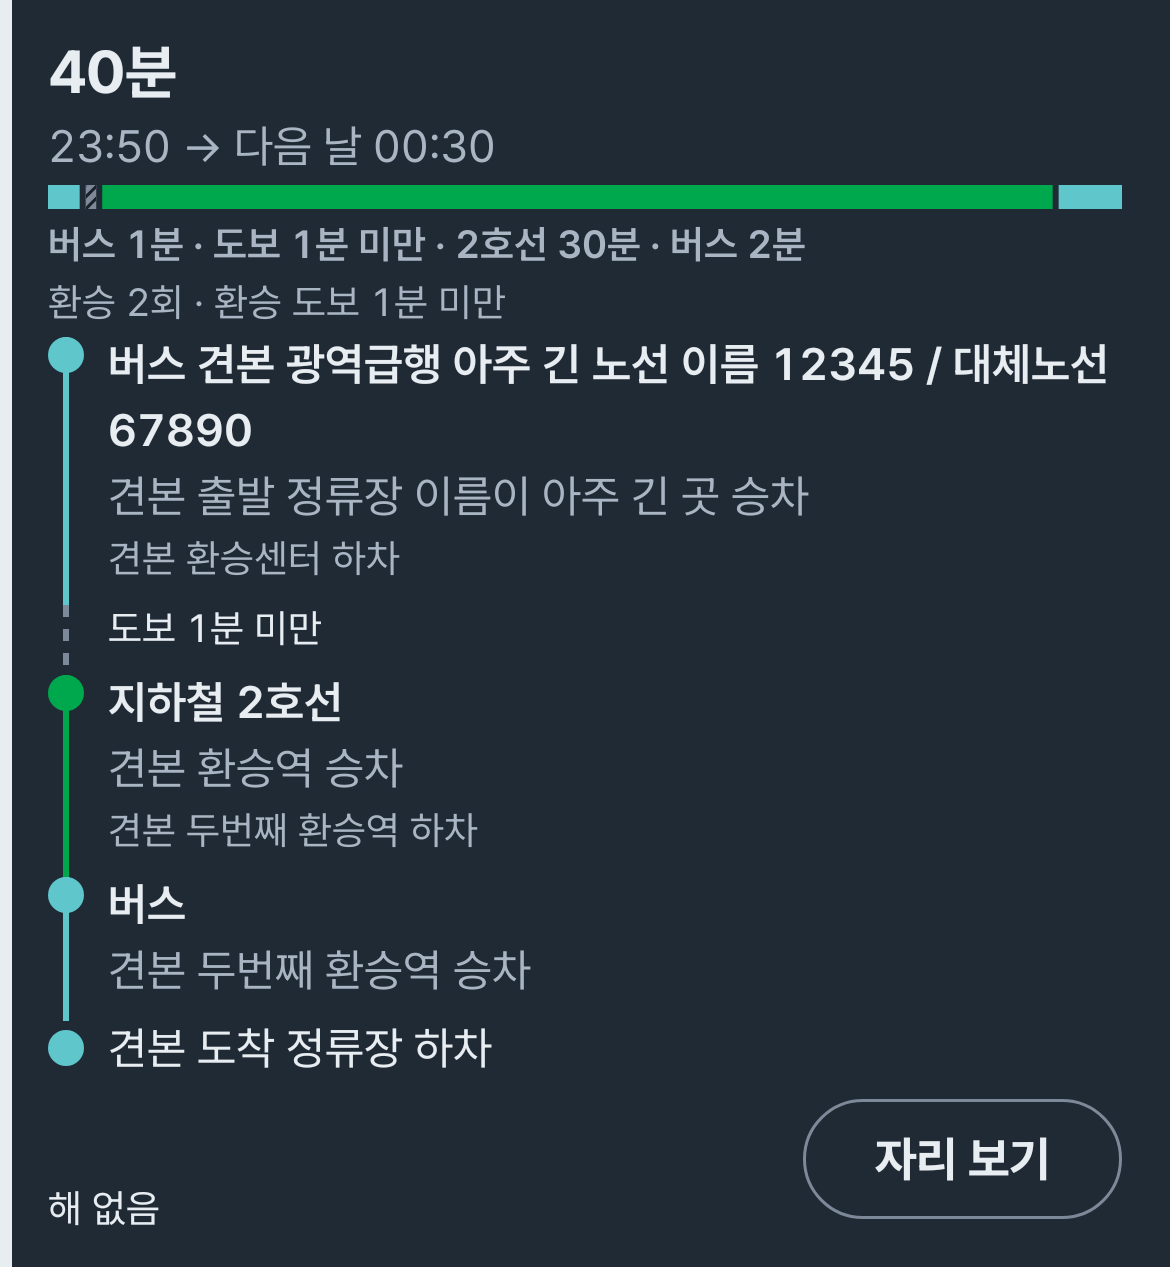 40분
23:50 → 다음 날 00:30
버스 1분 · 도보 1분 미만 · 2호선 30분 · 버스 2분
환승 2회 · 환승 도보 1분 미만
버스 견본 광역급행 아주 긴 노선 이름 12345 / 대체노선
67890
견본 출발 정류장 이름이 아주 긴 곳 승차
견본 환승센터 하차
도보 1분 미만
지하철 2호선
견본 환승역 승차
견본 두번째 환승역 하차
버스
견본 두번째 환승역 승차
견본 도착 정류장 하차
자리 보기
해 없음